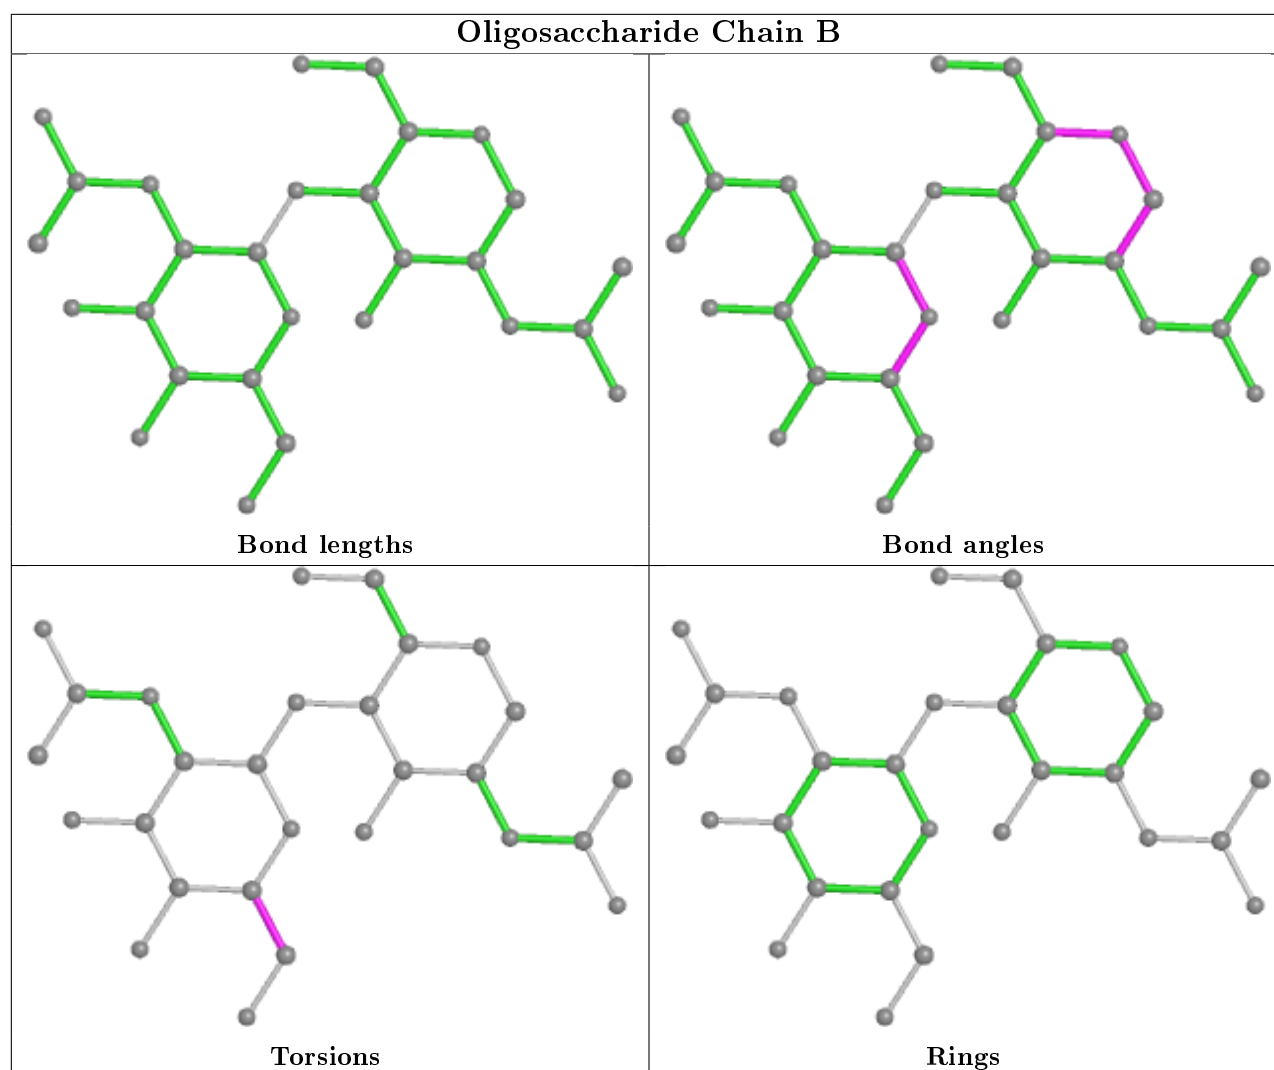 Oligosaccharide Chain B
Bond lengths
Bond angles
Torsions
Rings